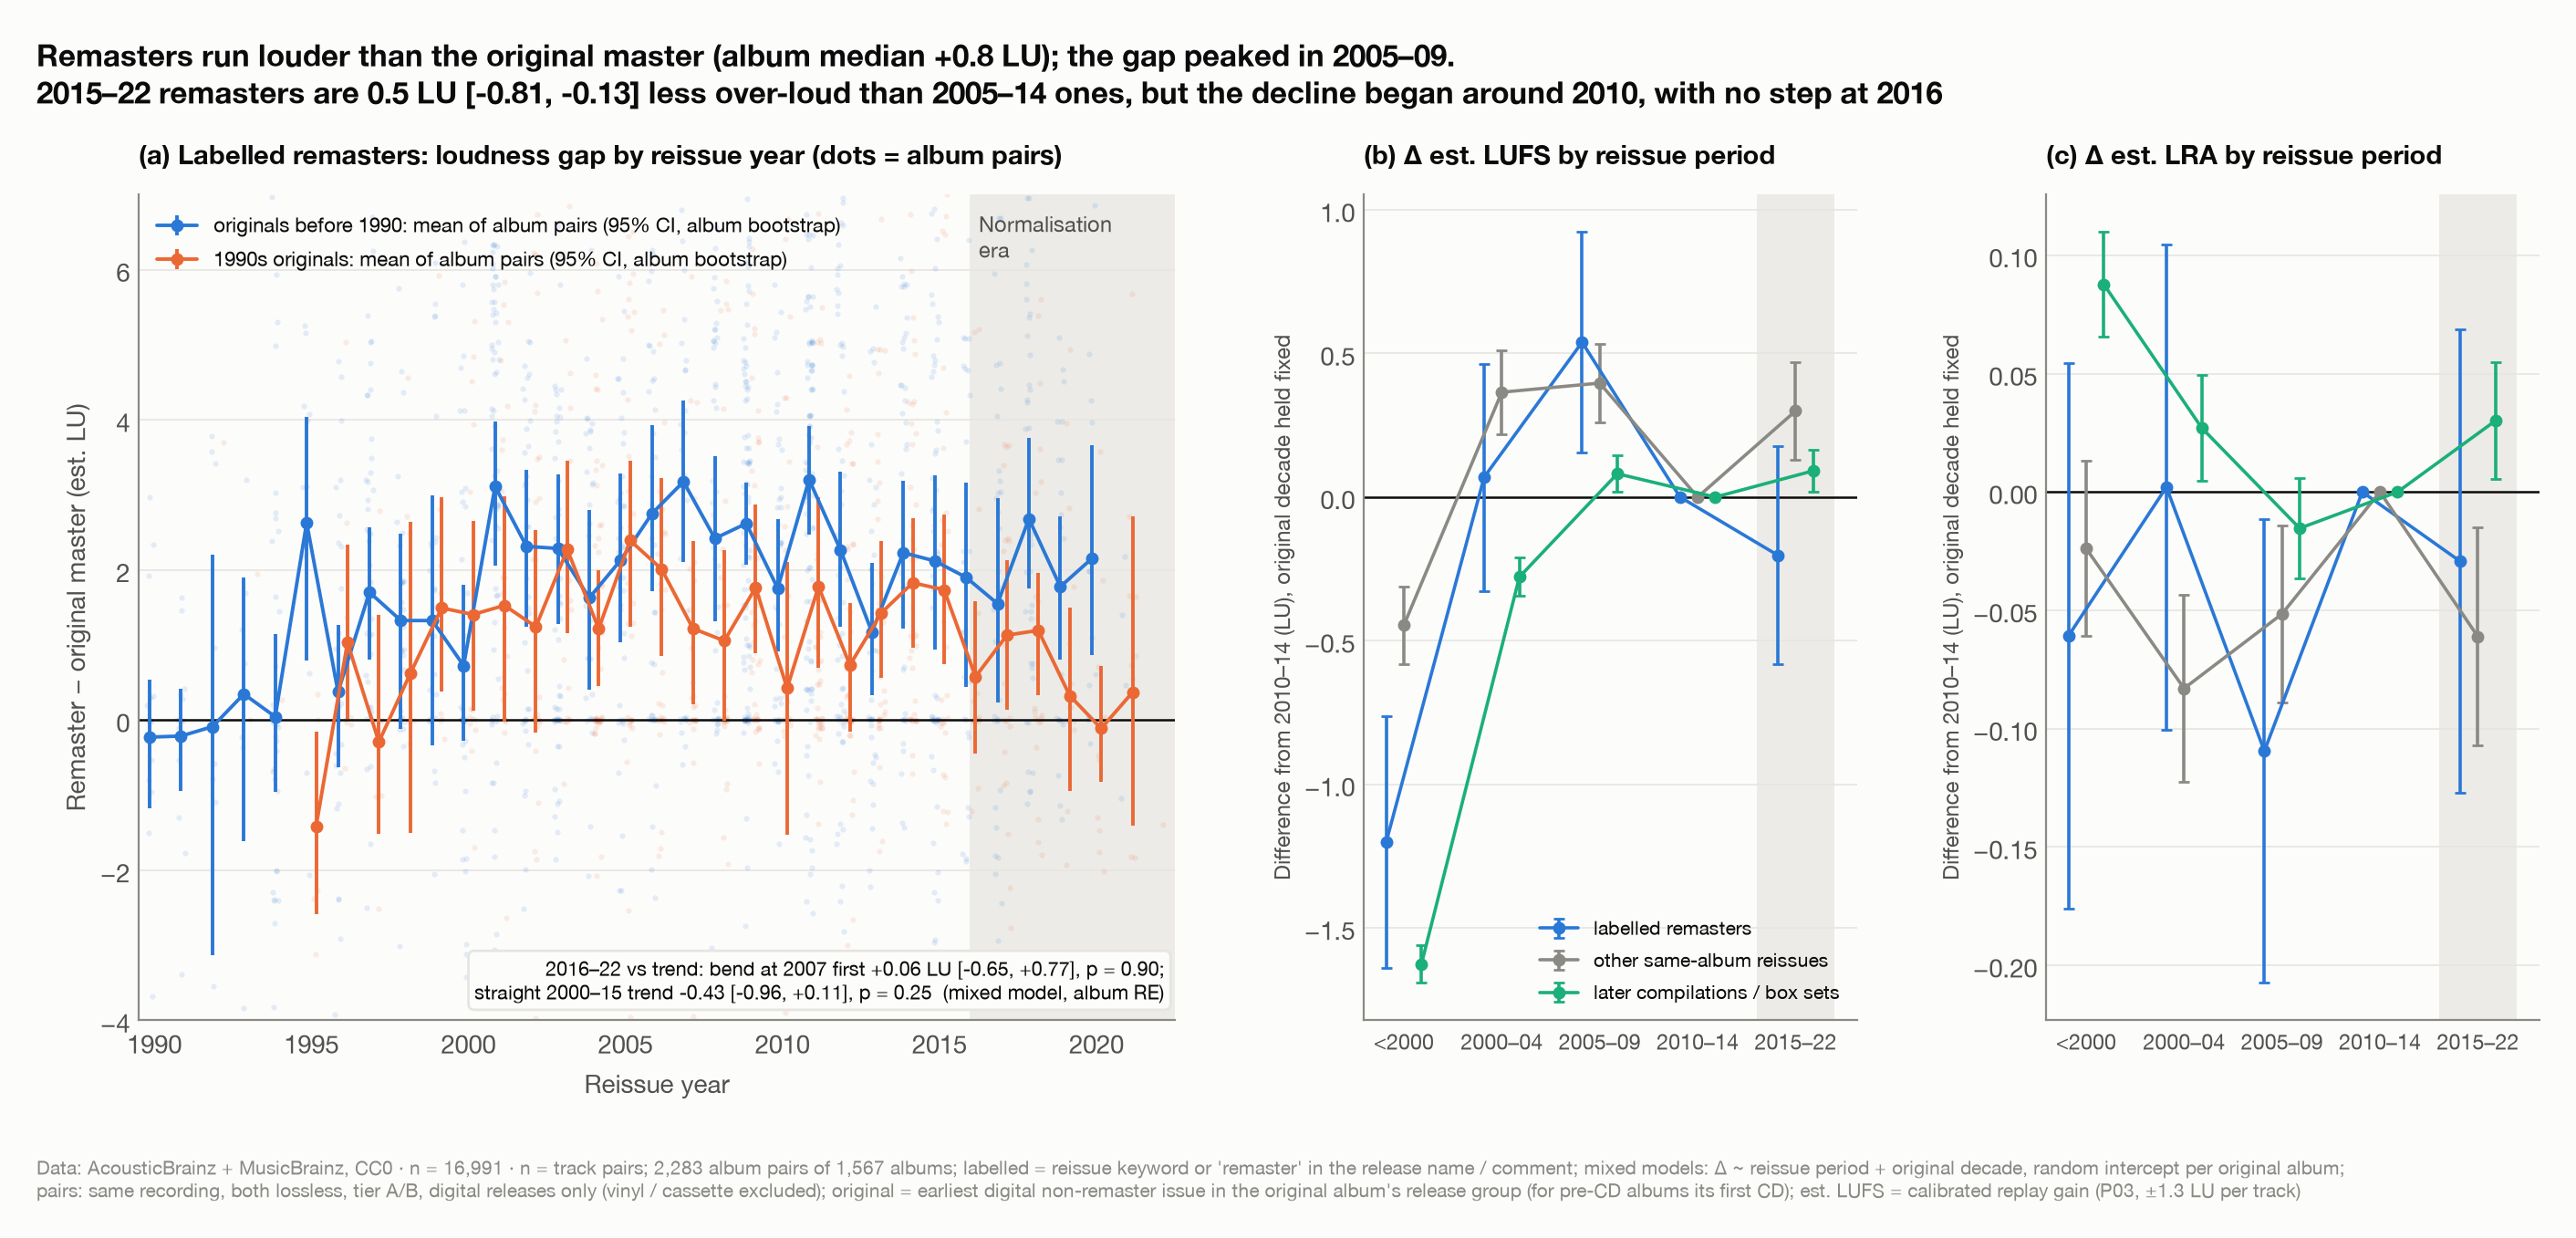 Remasters run louder than the original master (album median +0.8 LU); the gap peaked in 2005–09.
2015–22 remasters are 0.5 LU [-0.81, -0.13] less over-loud than 2005–14 ones, but the decline began around 2010, with no step at 2016
(a) Labelled remasters: loudness gap by reissue year (dots = album pairs)
originals before 1990: mean of album pairs (95% CI, album bootstrap)
1990s originals: mean of album pairs (95% CI, album bootstrap)
Normalisation
era
Remaster – original master (est. LU)
6
4
2
0
−2
−4
2016–22 vs trend: bend at 2007 first +0.06 LU [-0.65, +0.77], p = 0.90;
straight 2000–15 trend -0.43 [-0.96, +0.11], p = 0.25 (mixed model, album RE)
1990
1995
2000
2005
2010
2015
2020
Reissue year
(b) Δ est. LUFS by reissue period
Difference from 2010–14 (LU), original decade held fixed
1.0
0.5
0.0
−0.5
−1.0
−1.5
labelled remasters
other same-album reissues
later compilations / box sets
<2000
2000–04
2005–09
2010–14
2015–22
(c) Δ est. LRA by reissue period
Difference from 2010–14 (LU), original decade held fixed
0.10
0.05
0.00
−0.05
−0.10
−0.15
−0.20
<2000
2000–04
2005–09
2010–14
2015–22
Data: AcousticBrainz + MusicBrainz, CC0 · n = 16,991 · n = track pairs; 2,283 album pairs of 1,567 albums; labelled = reissue keyword or 'remaster' in the release name / comment; mixed models: Δ ~ reissue period + original decade, random intercept per original album;
pairs: same recording, both lossless, tier A/B, digital releases only (vinyl / cassette excluded); original = earliest digital non-remaster issue in the original album's release group (for pre-CD albums its first CD); est. LUFS = calibrated replay gain (P03, ±1.3 LU per track)